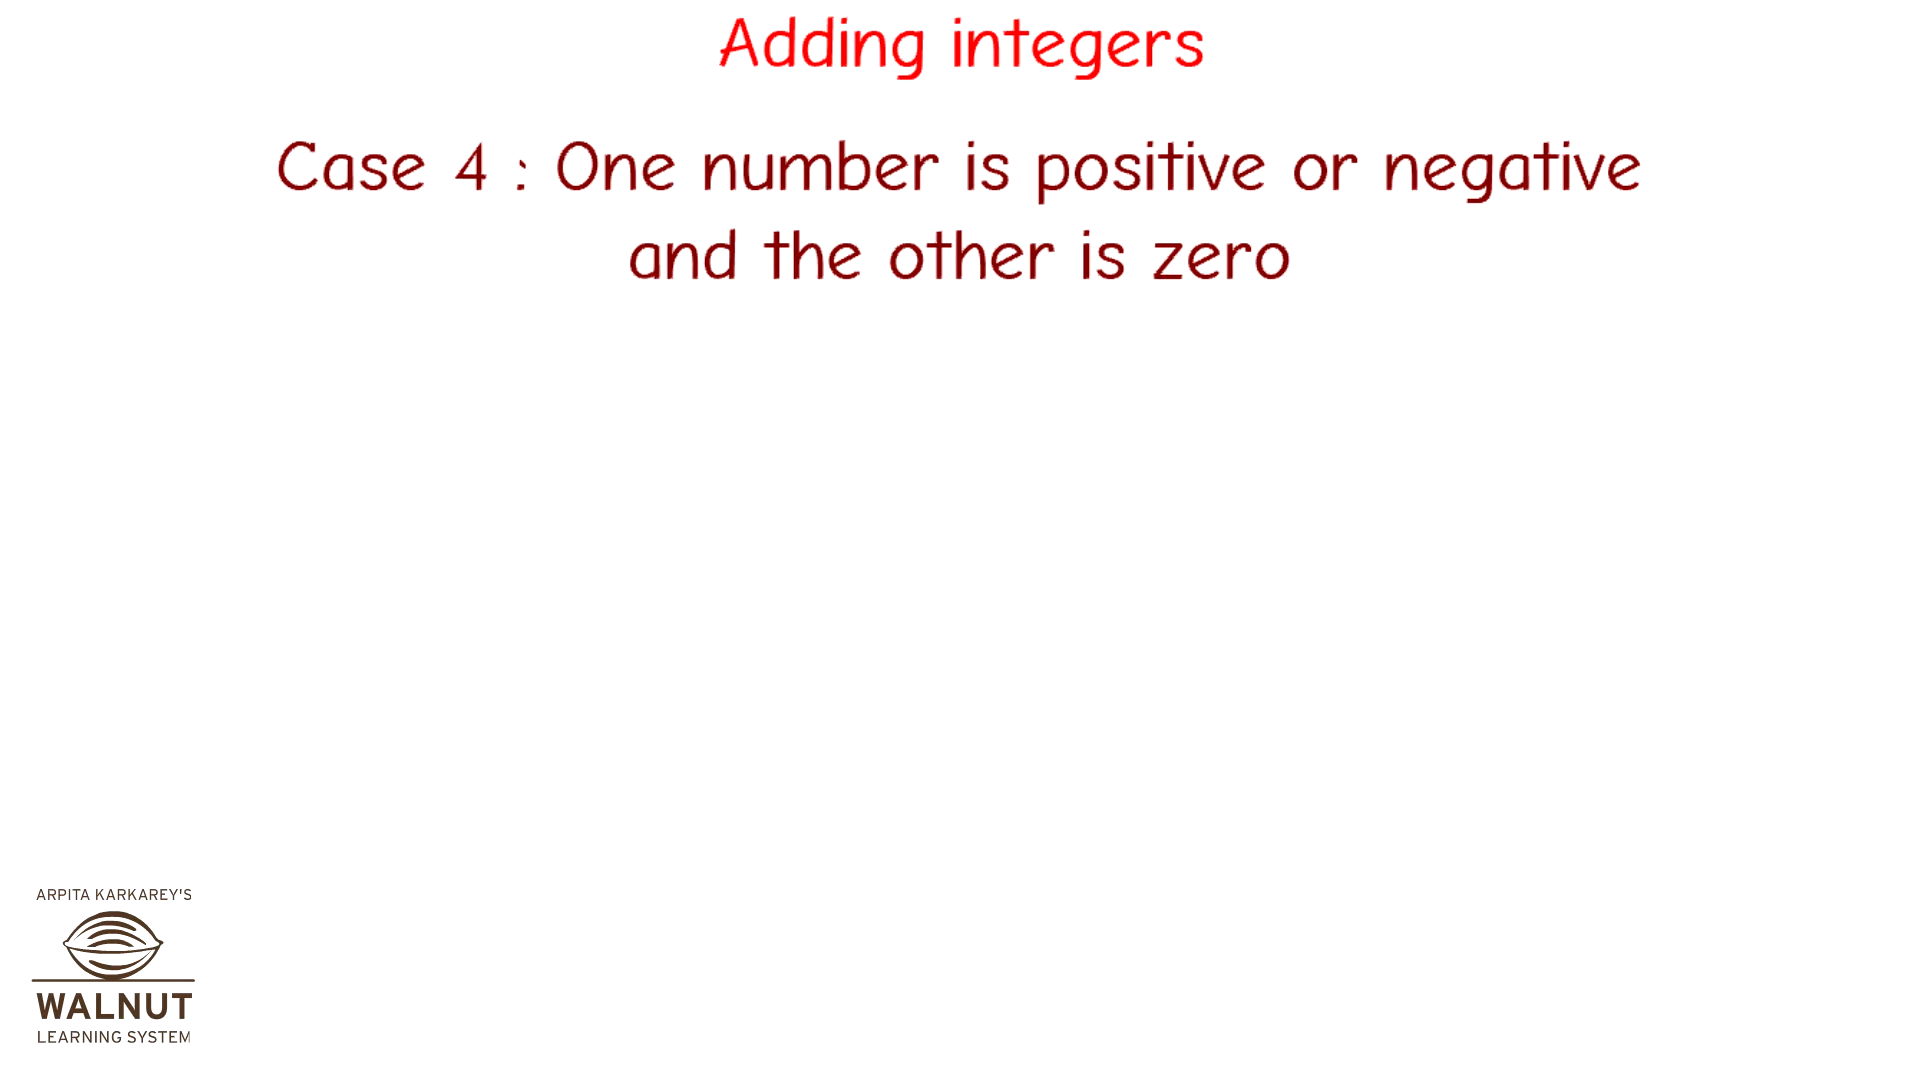 Adding integers
Case 4 : One number is positive or negative
and the other is zero
ARPITA KARKAREY'S
WALNUT
LEARNING SYSTEM